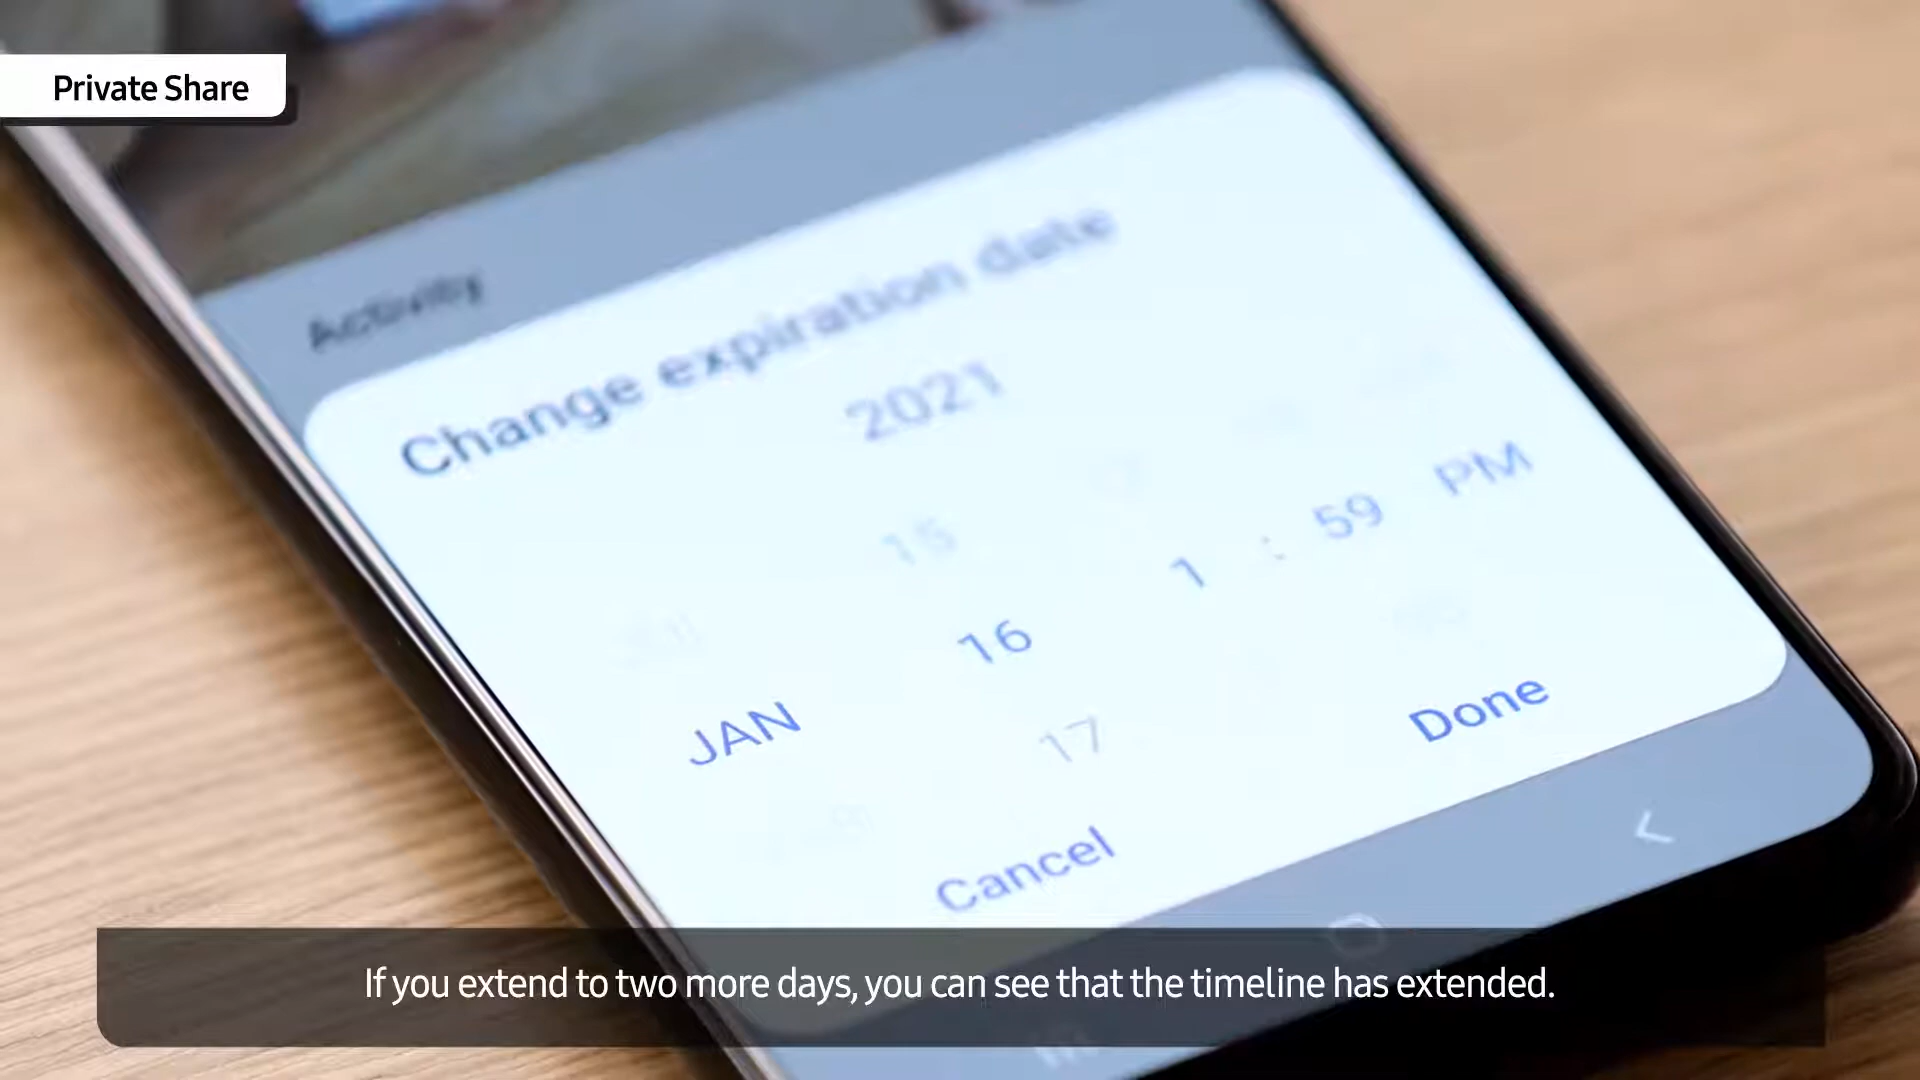 Private Share
Activity
Change expiration date
2021
15
JAN 16 1 : 59 PM
17
Cancel Done
If you extend to two more days, you can see that the timeline has extended.